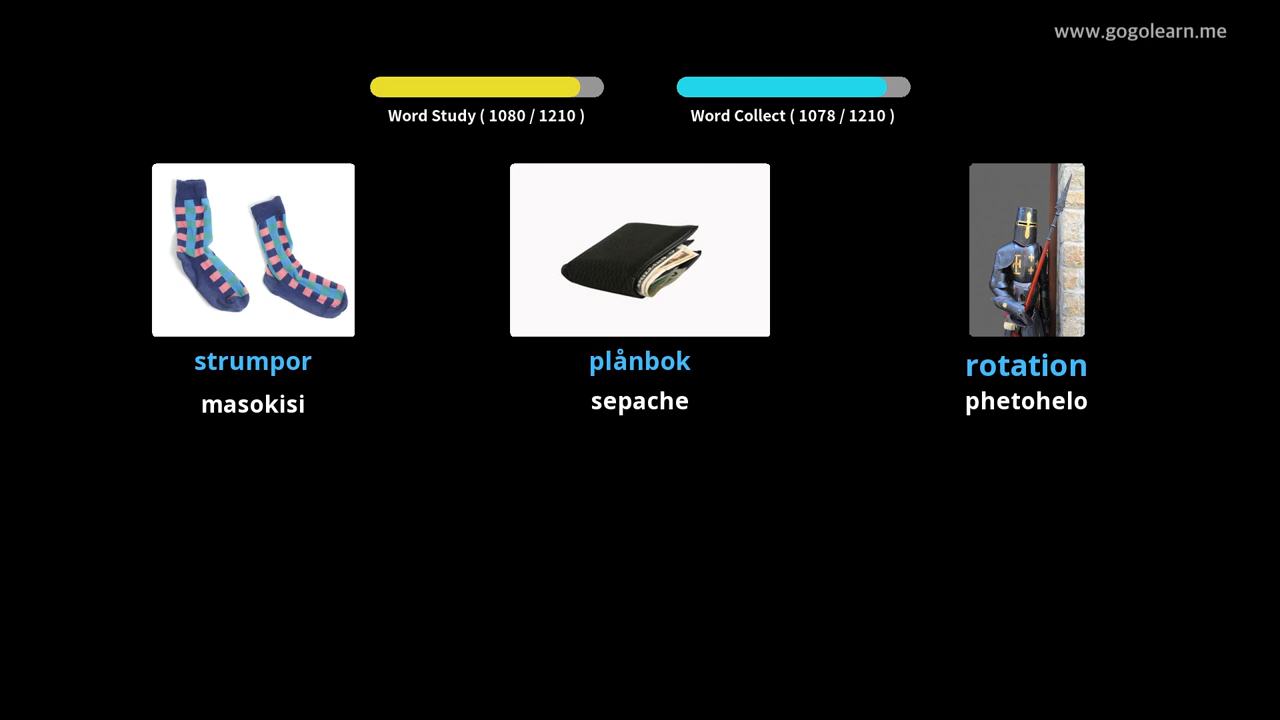 www.gogolearn.me
Word Study ( 1080 / 1210 )
Word Collect ( 1078 / 1210 )
strumpor
masokisi
plånbok
sepache
rotation
phetohelo